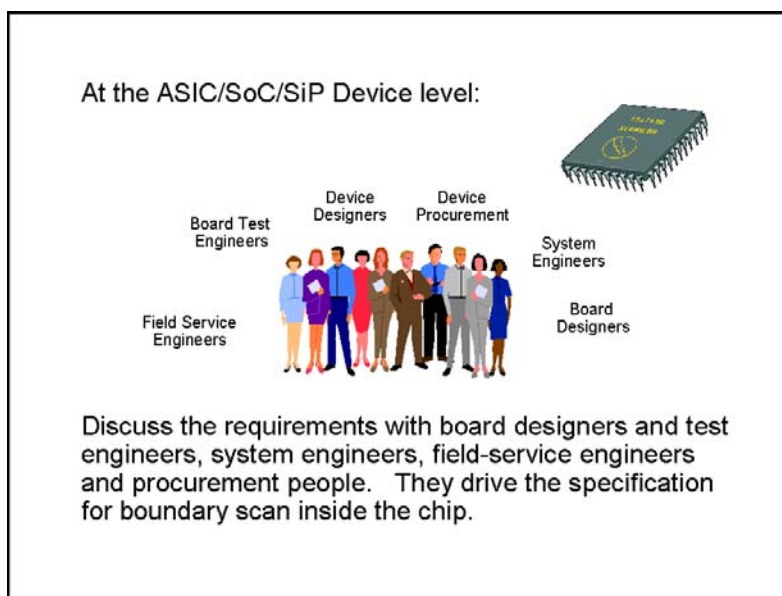 At the ASIC/SoC/SiP Device level:
Device
Designers
Device
Procurement
Board Test
Engineers
System
Engineers
Field Service
Engineers
Board
Designers
Discuss the requirements with board designers and test
engineers, system engineers, field-service engineers
and procurement people.   They drive the specification
for boundary scan inside the chip.